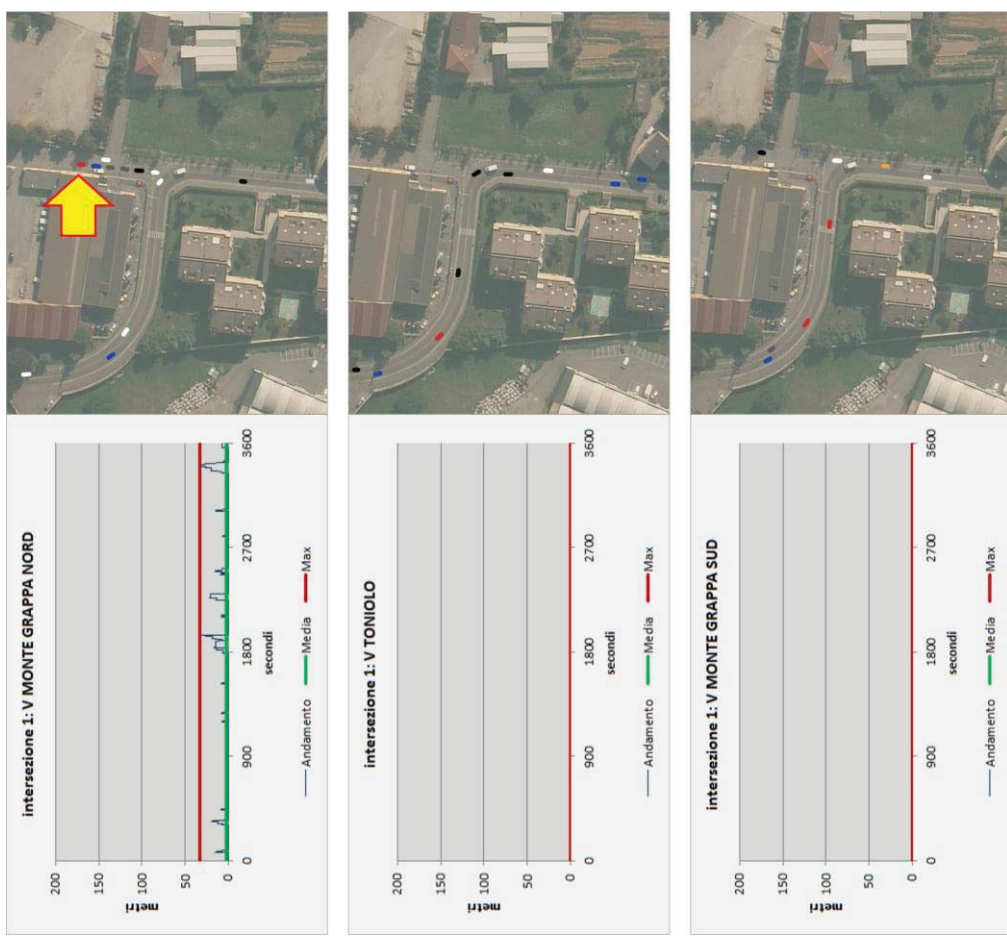 intersezione 1: V MONTE GRAPPA NORD
200
150
100
50
0
metri
0 900 1800 2700 3600
secondi
Andamento Media Max
intersezione 1: V TONIOLO
200
150
100
50
0
metri
0 900 1800 2700 3600
secondi
Andamento Media Max
intersezione 1: V MONTE GRAPPA SUD
200
150
100
50
0
metri
0 900 1800 2700 3600
secondi
Andamento Media Max